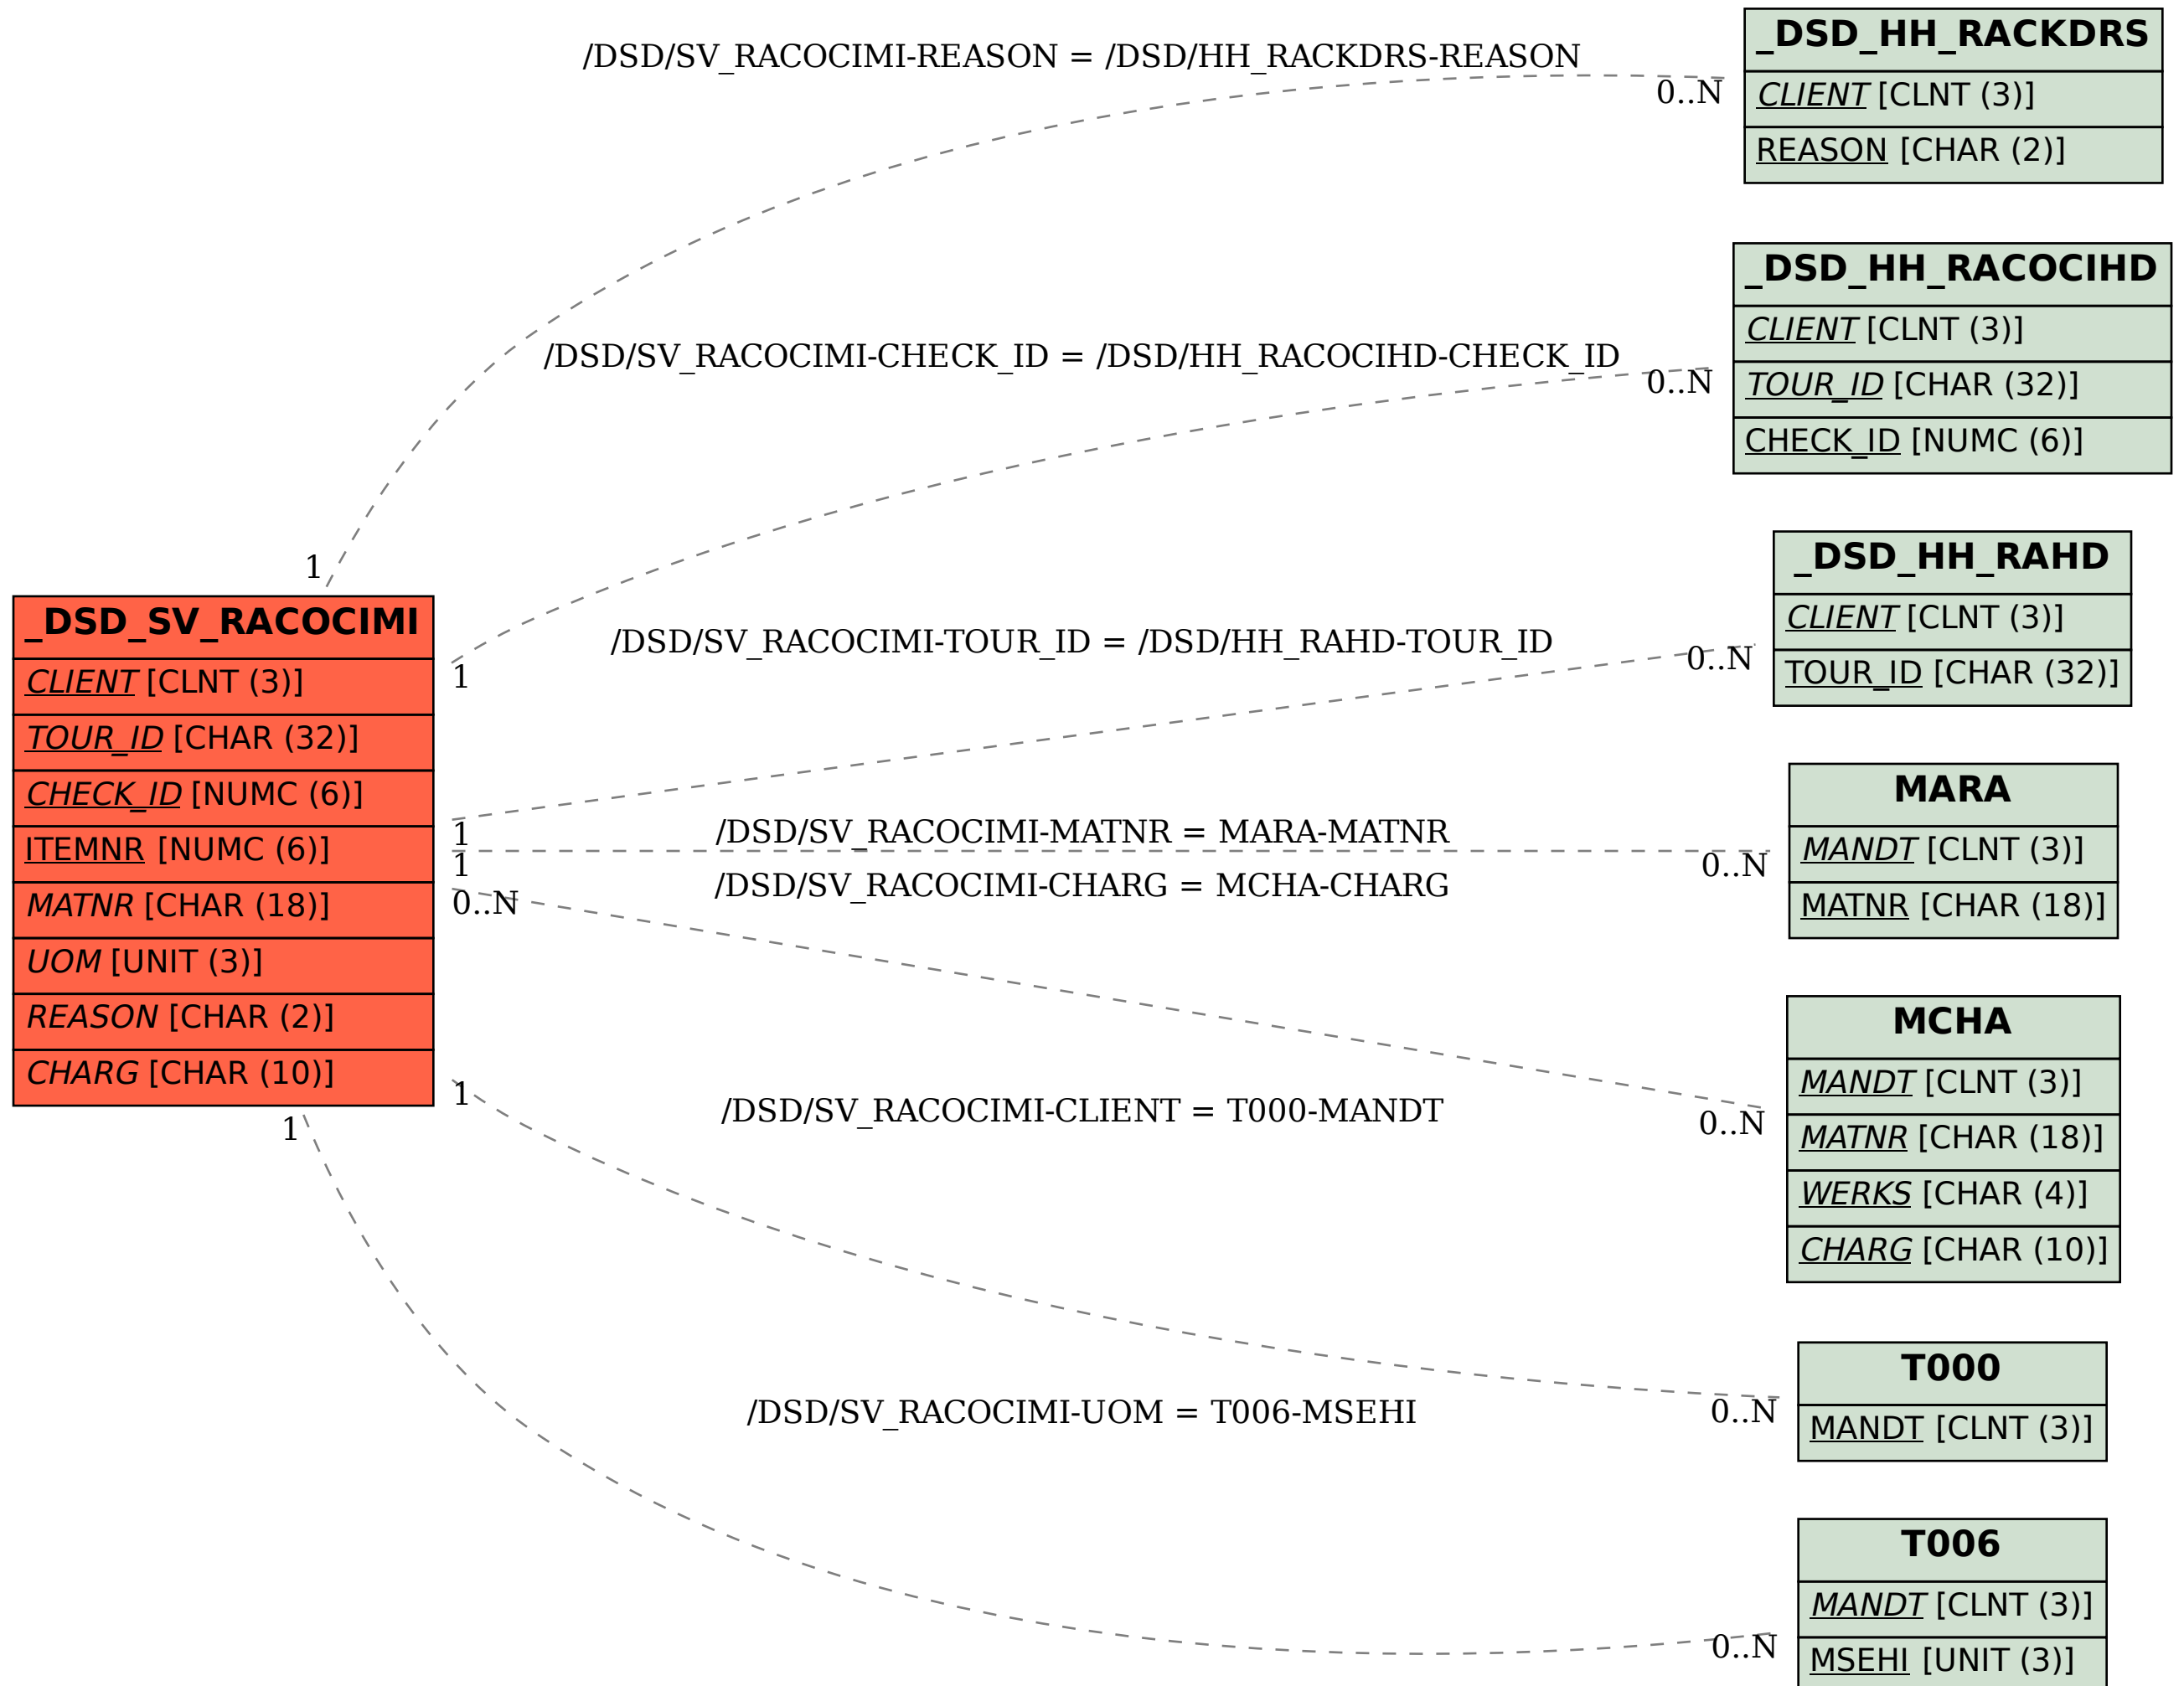 _DSD_HH_RACKDRS
CLIENT [CLNT (3)]
REASON [CHAR (2)]
/DSD/SV_RACOCIMI-REASON = /DSD/HH_RACKDRS-REASON
0..N
1
_DSD_HH_RACOCIHD
CLIENT [CLNT (3)]
TOUR_ID [CHAR (32)]
CHECK_ID [NUMC (6)]
/DSD/SV_RACOCIMI-CHECK_ID = /DSD/HH_RACOCIHD-CHECK_ID
0..N
1
_DSD_SV_RACOCIMI
CLIENT [CLNT (3)]
TOUR_ID [CHAR (32)]
CHECK_ID [NUMC (6)]
ITEMNR [NUMC (6)]
MATNR [CHAR (18)]
UOM [UNIT (3)]
REASON [CHAR (2)]
CHARG [CHAR (10)]
_DSD_HH_RAHD
CLIENT [CLNT (3)]
TOUR_ID [CHAR (32)]
/DSD/SV_RACOCIMI-TOUR_ID = /DSD/HH_RAHD-TOUR_ID
0..N
1
MARA
MANDT [CLNT (3)]
MATNR [CHAR (18)]
/DSD/SV_RACOCIMI-MATNR = MARA-MATNR
0..N
1
/DSD/SV_RACOCIMI-CHARG = MCHA-CHARG
0..N
0..N
MCHA
MANDT [CLNT (3)]
MATNR [CHAR (18)]
WERKS [CHAR (4)]
CHARG [CHAR (10)]
/DSD/SV_RACOCIMI-CLIENT = T000-MANDT
1
0..N
T000
MANDT [CLNT (3)]
/DSD/SV_RACOCIMI-UOM = T006-MSEHI
1
0..N
T006
MANDT [CLNT (3)]
MSEHI [UNIT (3)]